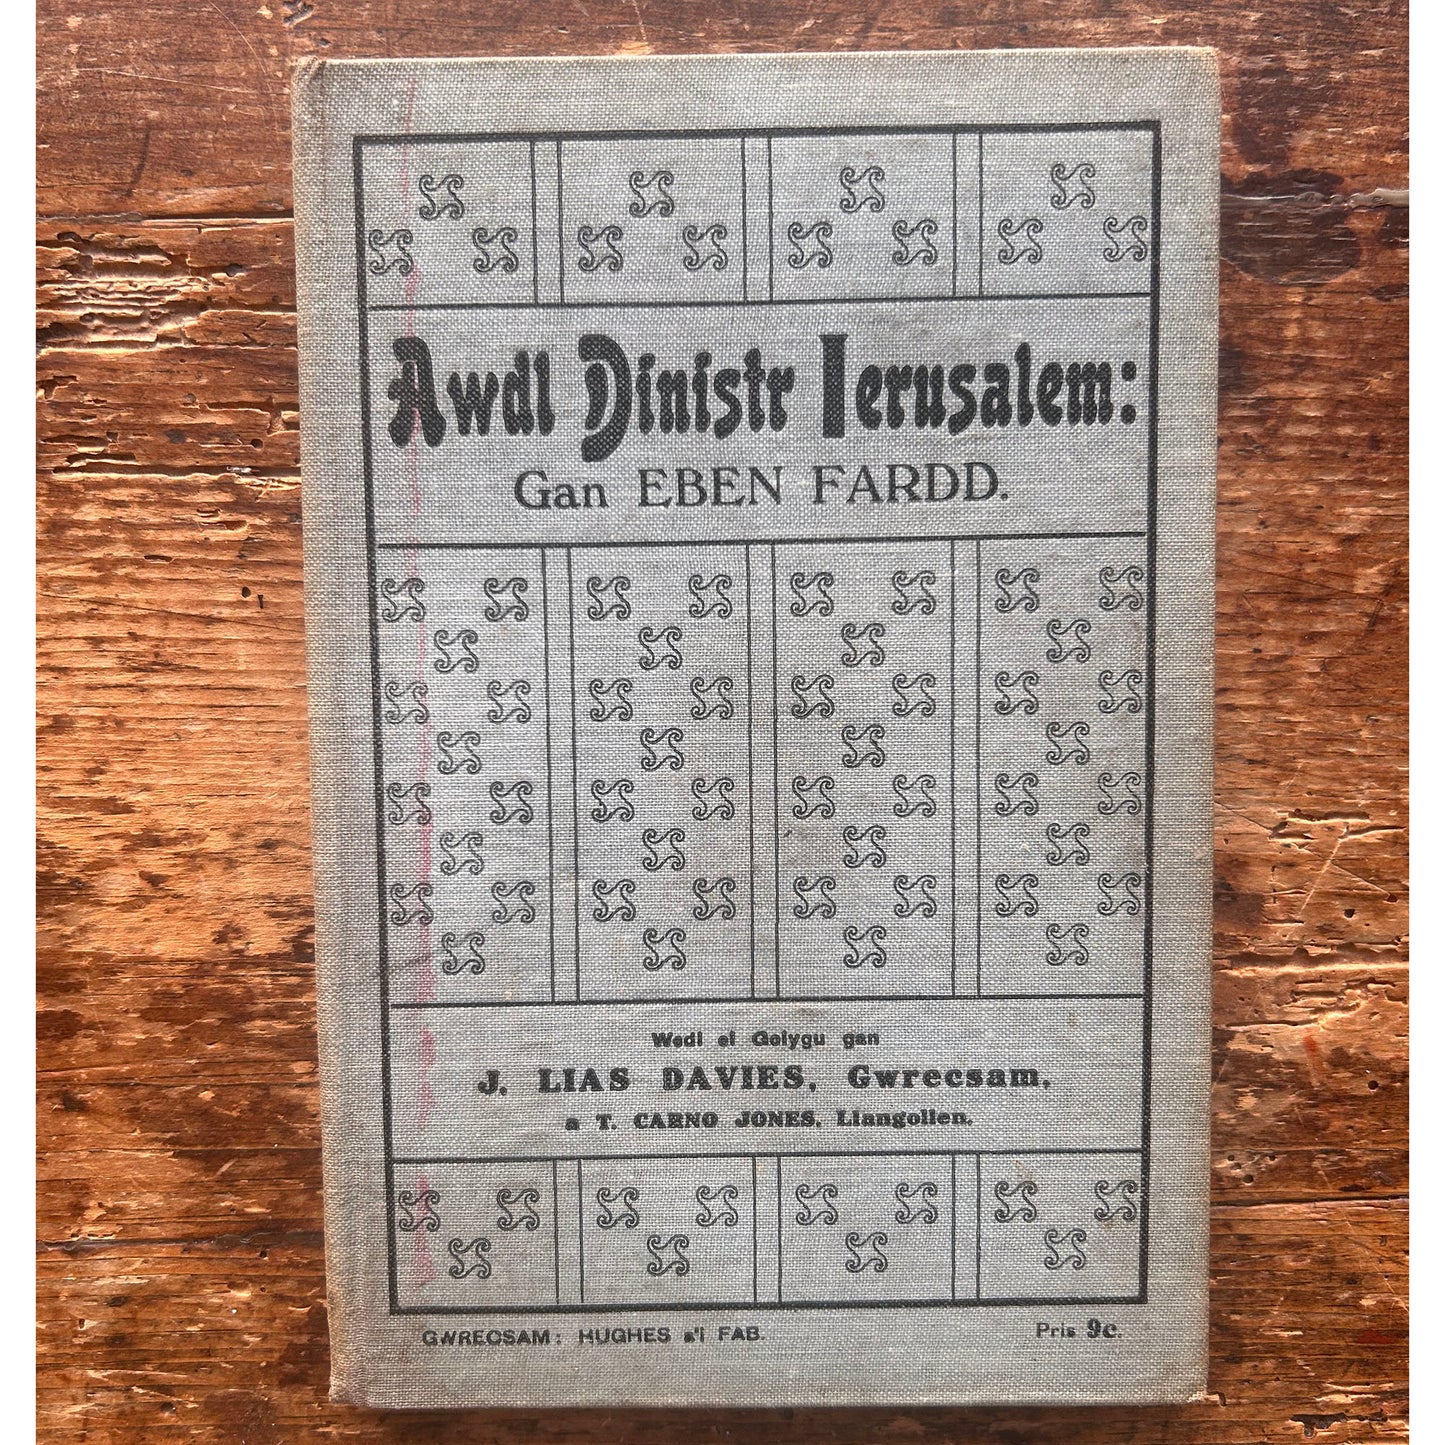 Awdl Dinistr Ierusalem:
Gan EBEN FARDD.
Wedi ei Golygu gan
J. LIAS DAVIES, Gwrecsam,
a T. CARNO JONES, Llangollen.
GWRECSAM: HUGHES a'i FAB.
Pris 9c.